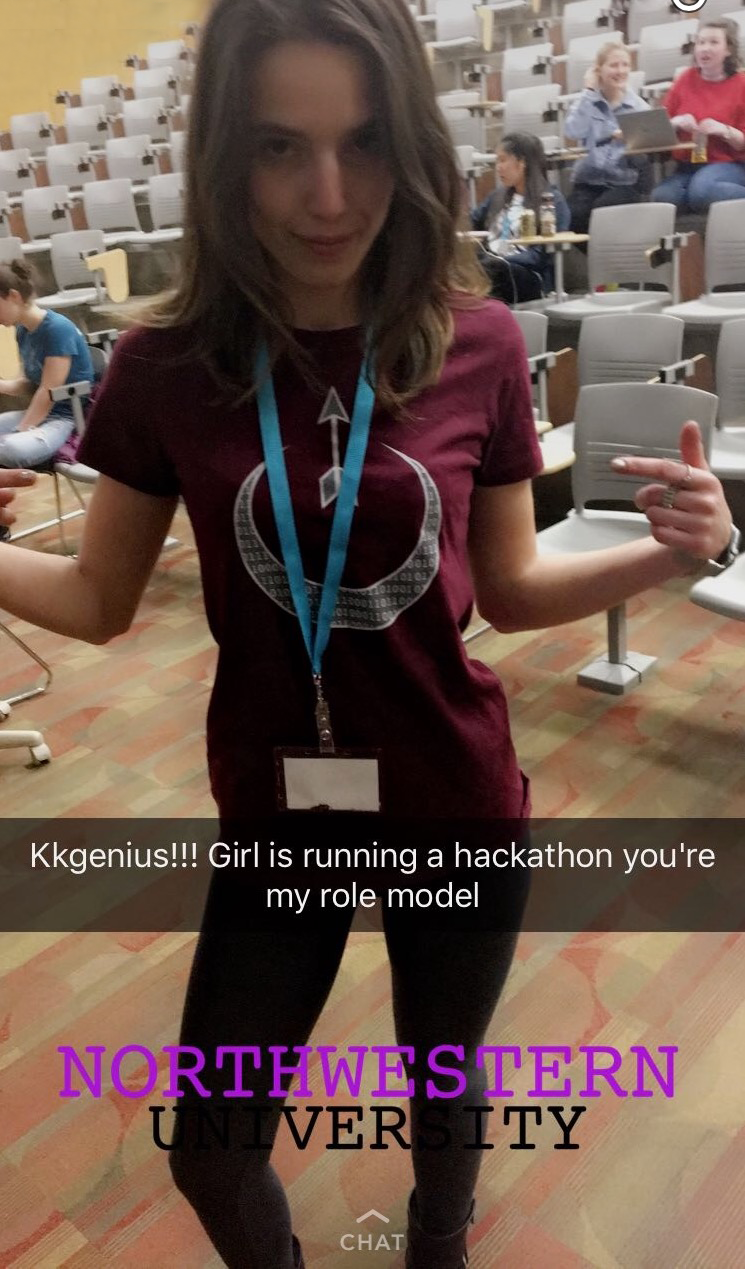 Kkgenius!!! Girl is running a hackathon you're
my role model
NORTHWESTERN
UNIVERSITY
CHAT